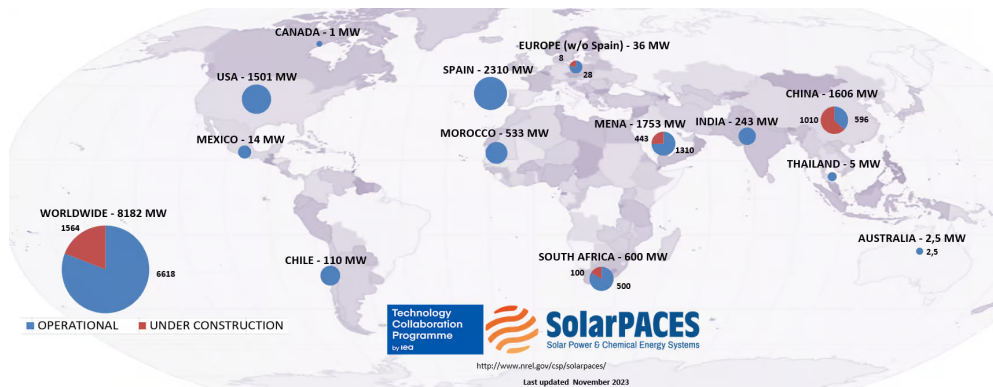 CANADA - 1 MW
EUROPE (w/o Spain) - 36 MW
8
28
USA - 1501 MW
SPAIN - 2310 MW
CHINA - 1606 MW
1010
596
MEXICO - 14 MW
MOROCCO - 533 MW
MENA - 1753 MW
443
1310
INDIA - 243 MW
THAILAND - 5 MW
WORLDWIDE - 8182 MW
1564
6618
CHILE - 110 MW
SOUTH AFRICA - 600 MW
100
500
AUSTRALIA - 2,5 MW
2,5
OPERATIONAL
UNDER CONSTRUCTION
Technology
Collaboration
Programme
by iea
SolarPACES
Solar Power & Chemical Energy Systems
http://www.nrel.gov/csp/solarpaces/
Last updated November 2023